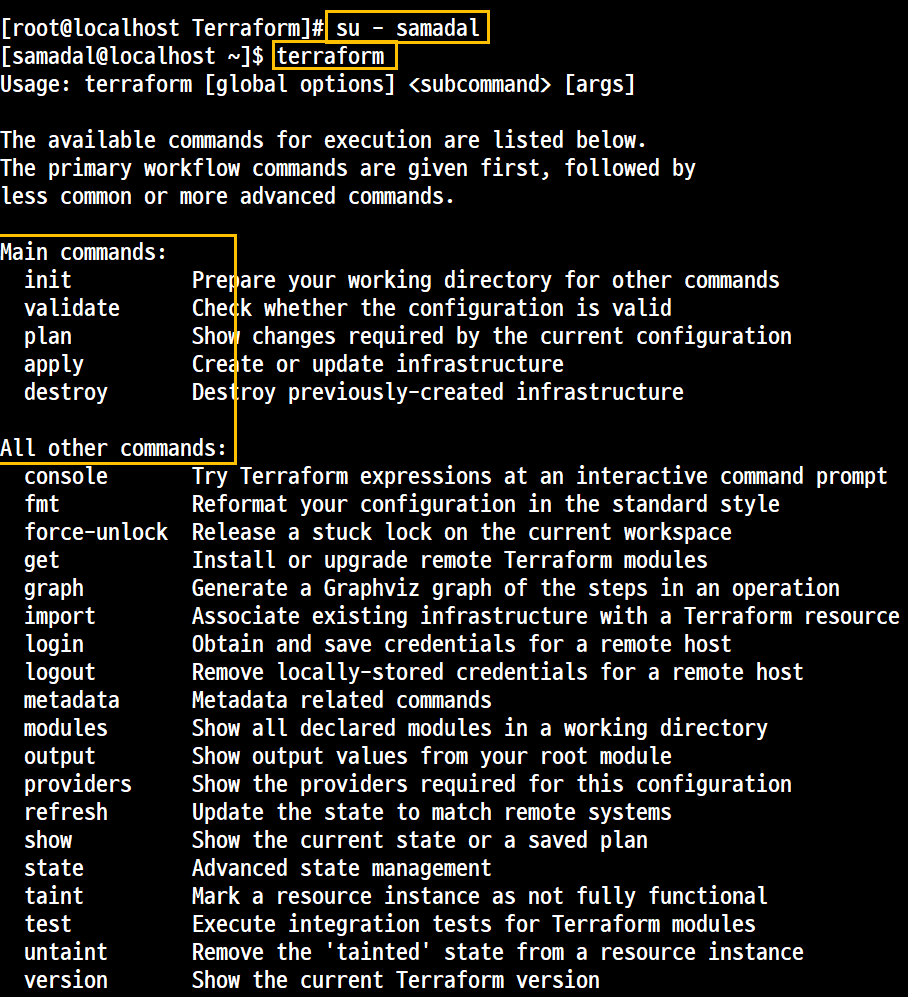 [root@localhost Terraform]# su - samadal
[samadal@localhost ~]$ terraform
Usage: terraform [global options] <subcommand> [args]

The available commands for execution are listed below.
The primary workflow commands are given first, followed by
less common or more advanced commands.

Main commands:
  init          Prepare your working directory for other commands
  validate      Check whether the configuration is valid
  plan          Show changes required by the current configuration
  apply         Create or update infrastructure
  destroy       Destroy previously-created infrastructure

All other commands:
  console       Try Terraform expressions at an interactive command prompt
  fmt           Reformat your configuration in the standard style
  force-unlock  Release a stuck lock on the current workspace
  get           Install or upgrade remote Terraform modules
  graph         Generate a Graphviz graph of the steps in an operation
  import        Associate existing infrastructure with a Terraform resource
  login         Obtain and save credentials for a remote host
  logout        Remove locally-stored credentials for a remote host
  metadata      Metadata related commands
  modules       Show all declared modules in a working directory
  output        Show output values from your root module
  providers     Show the providers required for this configuration
  refresh       Update the state to match remote systems
  show          Show the current state or a saved plan
  state         Advanced state management
  taint         Mark a resource instance as not fully functional
  test          Execute integration tests for Terraform modules
  untaint       Remove the 'tainted' state from a resource instance
  version       Show the current Terraform version